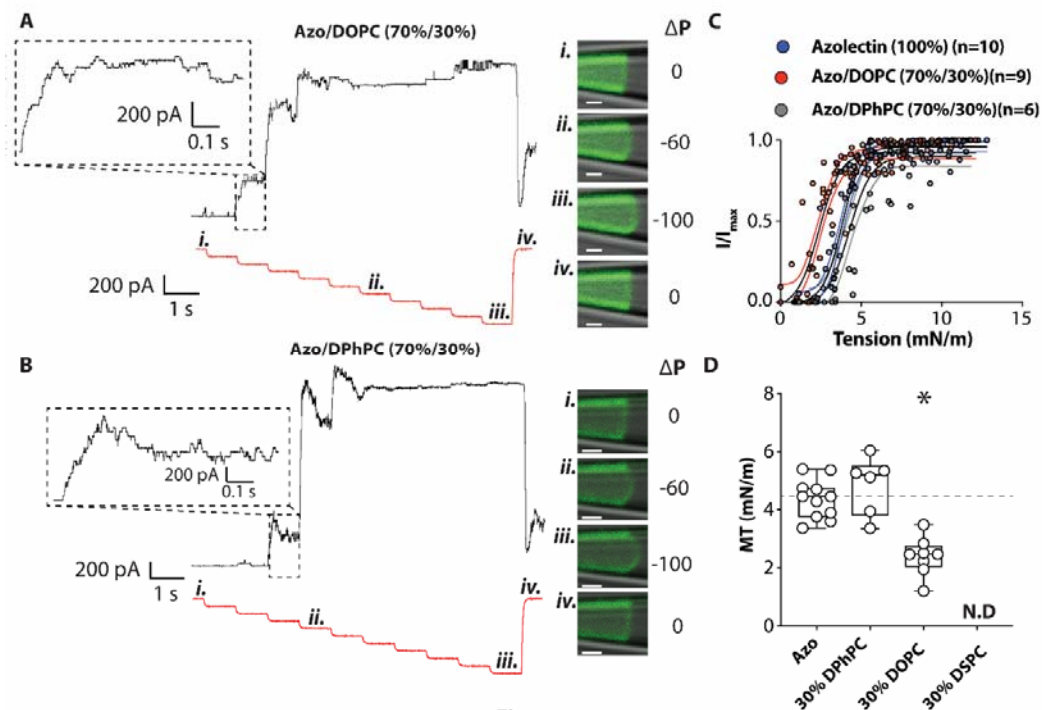 A
Azo/DOPC (70%/30%)
200 pA
0.1 s
i.
ii.
iii.
iv.
200 pA
1 s
ΔP
i.
0
ii.
-60
iii.
-100
iv.
0
B
Azo/DPhPC (70%/30%)
200 pA
0.1 s
200 pA
1 s
i.
ii.
iii.
iv.
ΔP
i.
0
ii.
-60
iii.
-100
iv.
0
C
Azolectin (100%) (n=10)
Azo/DOPC (70%/30%)(n=9)
Azo/DPhPC (70%/30%)(n=6)
I/Imax
1.0
0.5
0.0
0 5 10 15
Tension (mN/m)
D
MT (mN/m)
8
6
4
2
0
*
N.D
Azo
30% DPhPC
30% DOPC
30% DSPC